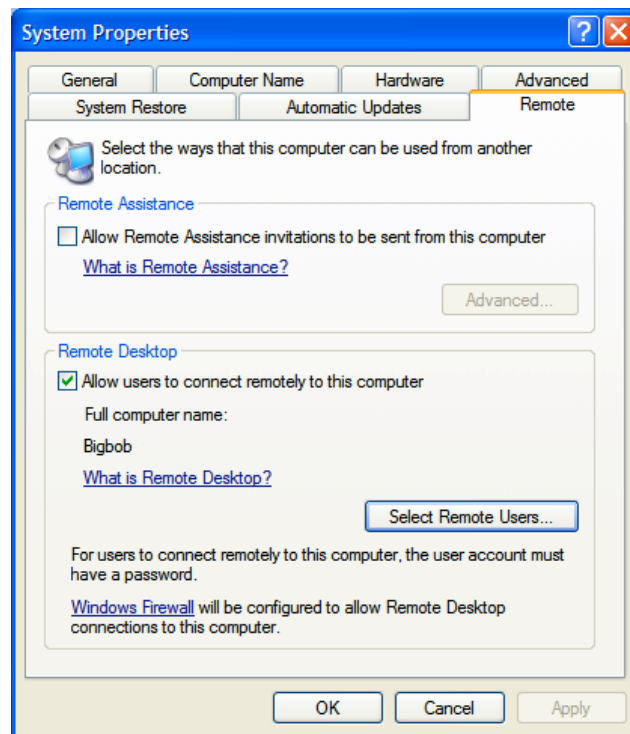 System Properties
General
Computer Name
Hardware
Advanced
System Restore
Automatic Updates
Remote
Select the ways that this computer can be used from another
location.
Remote Assistance
Allow Remote Assistance invitations to be sent from this computer
What is Remote Assistance?
Advanced...
Remote Desktop
Allow users to connect remotely to this computer
Full computer name:
Bigbob
What is Remote Desktop?
Select Remote Users...
For users to connect remotely to this computer, the user account must
have a password.
Windows Firewall will be configured to allow Remote Desktop
connections to this computer.
OK
Cancel
Apply